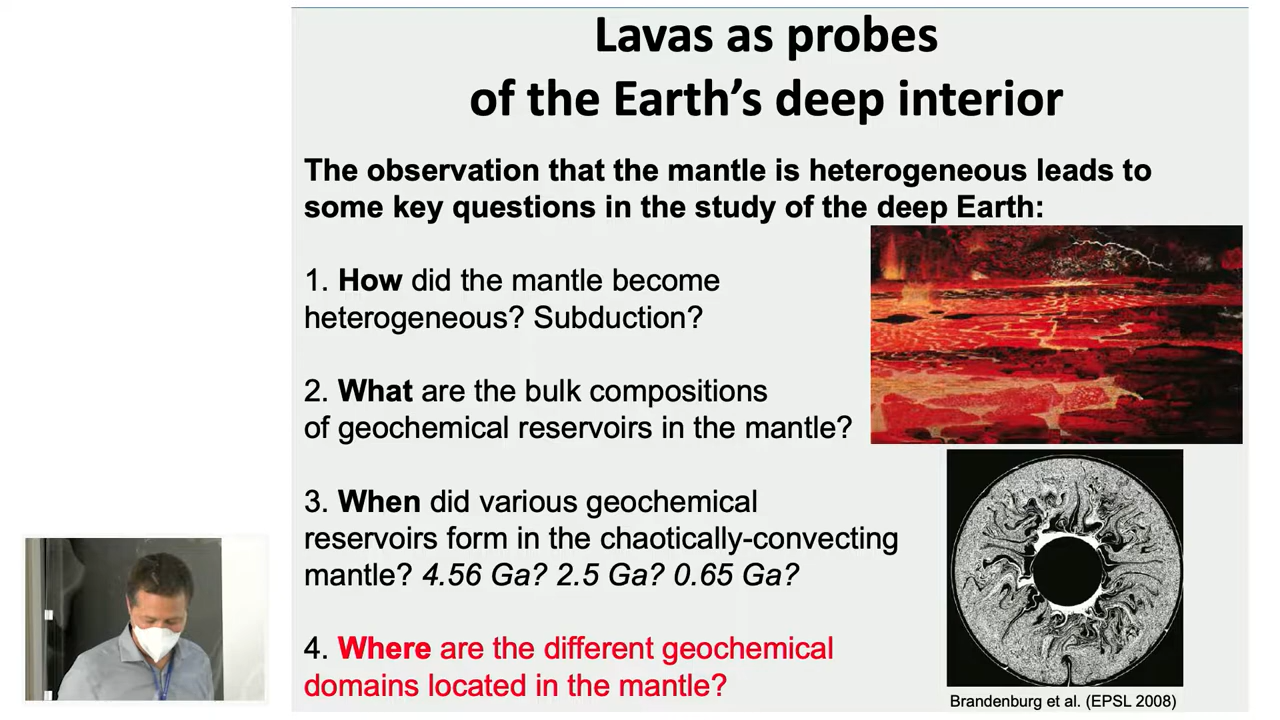 Lavas as probes
of the Earth’s deep interior
The observation that the mantle is heterogeneous leads to
some key questions in the study of the deep Earth:
1. How did the mantle become
heterogeneous? Subduction?
2. What are the bulk compositions
of geochemical reservoirs in the mantle?
3. When did various geochemical
reservoirs form in the chaotically-convecting
mantle? 4.56 Ga? 2.5 Ga? 0.65 Ga?
4. Where are the different geochemical
domains located in the mantle?
Brandenburg et al. (EPSL 2008)